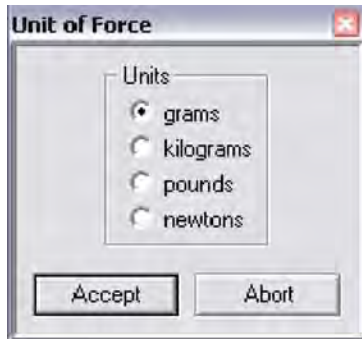 Unit of Force
Units
grams
kilograms
pounds
newtons
Accept Abort